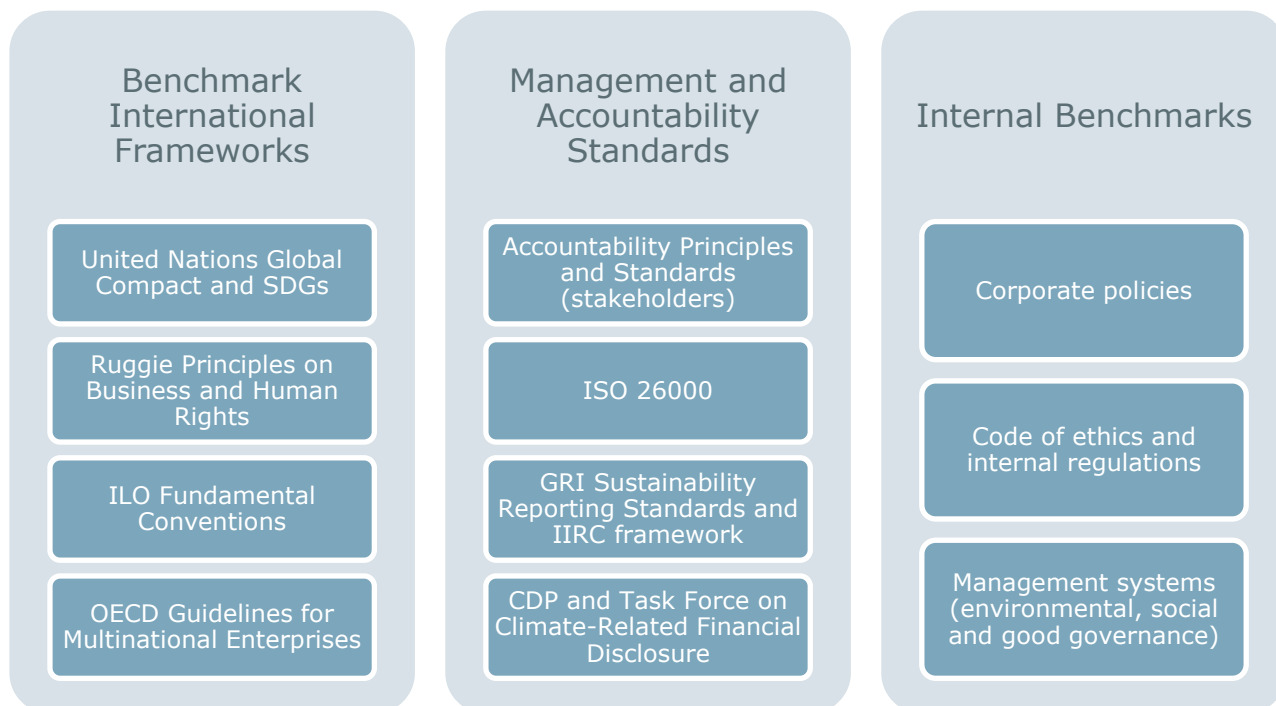 Benchmark
International
Frameworks
United Nations Global
Compact and SDGs
Ruggie Principles on
Business and Human
Rights
ILO Fundamental
Conventions
OECD Guidelines for
Multinational Enterprises
Management and
Accountability
Standards
Accountability Principles
and Standards
(stakeholders)
ISO 26000
GRI Sustainability
Reporting Standards and
IIRC framework
CDP and Task Force on
Climate-Related Financial
Disclosure
Internal Benchmarks
Corporate policies
Code of ethics and
internal regulations
Management systems
(environmental, social
and good governance)